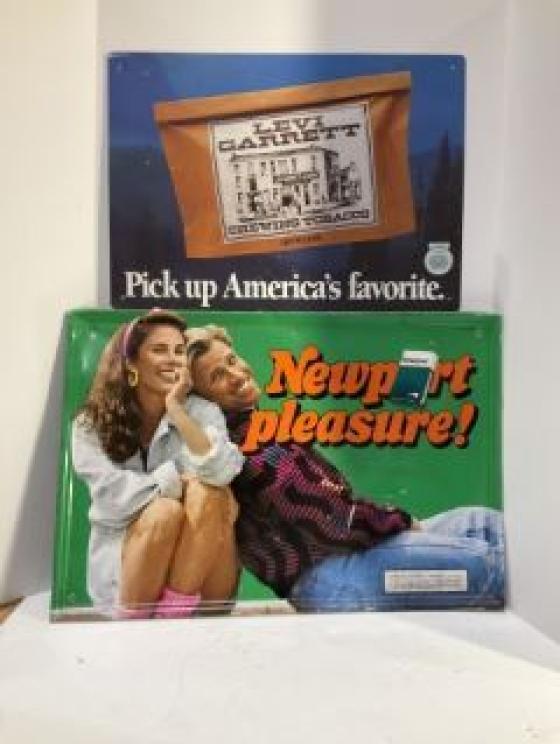 LEVI
GARRETT
CHEWING TOBACCO
Pick up America's favorite.
Newport
pleasure!